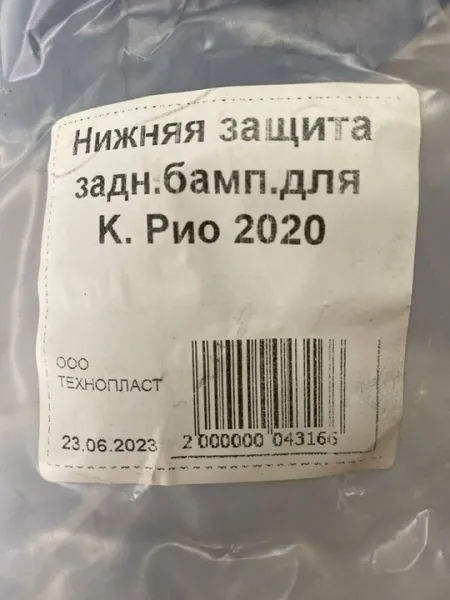 Нижняя защита
задн.бамп.для
К. Рио 2020
ООО
ТЕХНОПЛАСТ
23.06.2023
2 000000 043166